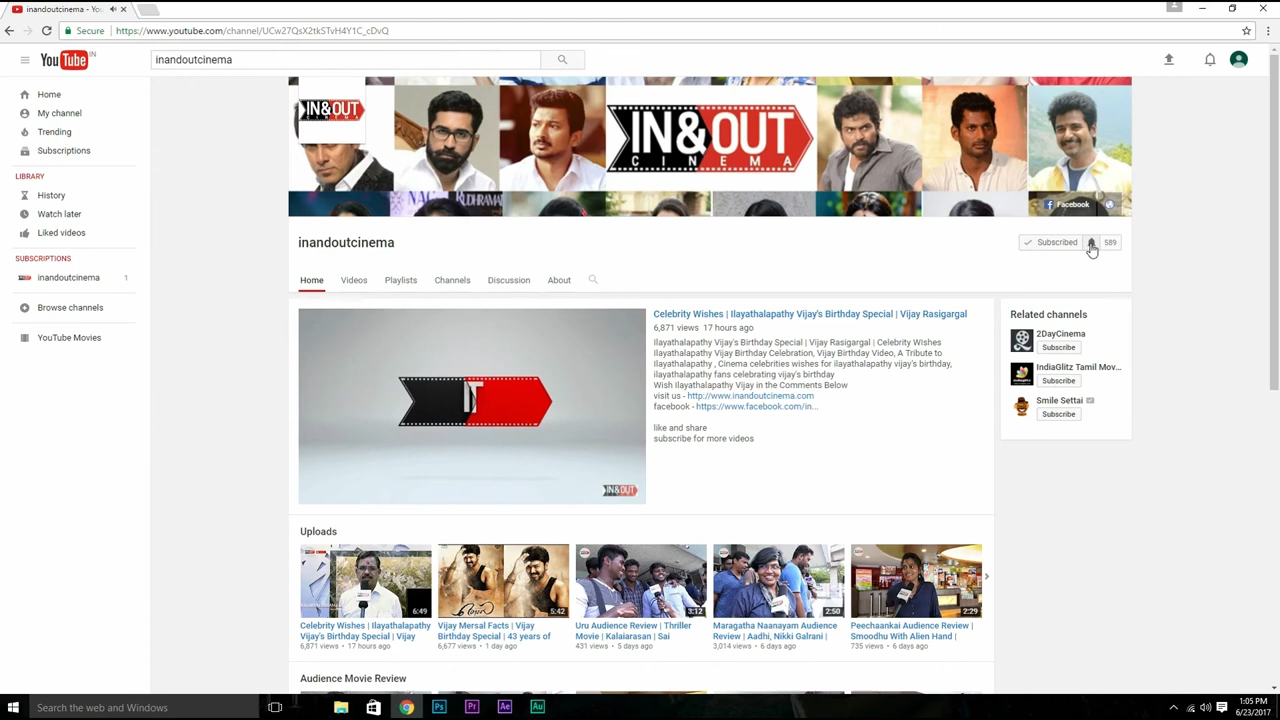 inandoutcinema - Yo
Secure
https://www.youtube.com/channel/UCw27QsX2tkSTvH4Y1C_cDvQ
YouTube IN
inandoutcinema
Home
My channel
Trending
Subscriptions
LIBRARY
History
Watch later
Liked videos
SUBSCRIPTIONS
inandoutcinema 1
Browse channels
YouTube Movies
IN&OUT
CINEMA
IN&OUT
CINEMA
Facebook
inandoutcinema
Subscribed 589
Home Videos Playlists Channels Discussion About
Celebrity Wishes | Ilayathalapathy Vijay's Birthday Special | Vijay Rasigargal
6,871 views 17 hours ago
Ilayathalapathy Vijay's Birthday Special | Vijay Rasigargal | Celebrity WIshes
Ilayathalapathy Vijay Birthday Celebration, Vijay Birthday Video, A Tribute to
Ilayathalapathy , Cinema celebrities wishes for ilayathalapathy vijay's birthday,
ilayathalapathy fans celebrating vijay's birthday
Wish Ilayathalapathy Vijay in the Comments Below
visit us - http://www.inandoutcinema.com
facebook - https://www.facebook.com/in...
like and share
subscribe for more videos
IN&OUT
CINEMA
Related channels
2DayCinema
Subscribe
IndiaGlitz Tamil Mov...
Subscribe
Smile Settai
Subscribe
Uploads
6:49
5:42
3:12
2:50
2:29
Celebrity Wishes | Ilayathalapathy
Vijay's Birthday Special | Vijay
6,871 views • 17 hours ago
Vijay Mersal Facts | Vijay
Birthday Special | 43 years of
6,677 views • 1 day ago
Uru Audience Review | Thriller
Movie | Kalaiarasan | Sai
431 views • 5 days ago
Maragatha Naanayam Audience
Review | Aadhi, Nikki Galrani |
3,014 views • 6 days ago
Peechaankai Audience Review |
Smoodhu With Alien Hand |
735 views • 6 days ago
Audience Movie Review
Search the web and Windows
Ps
Pr
Ae
Au
1:05 PM
6/23/2017